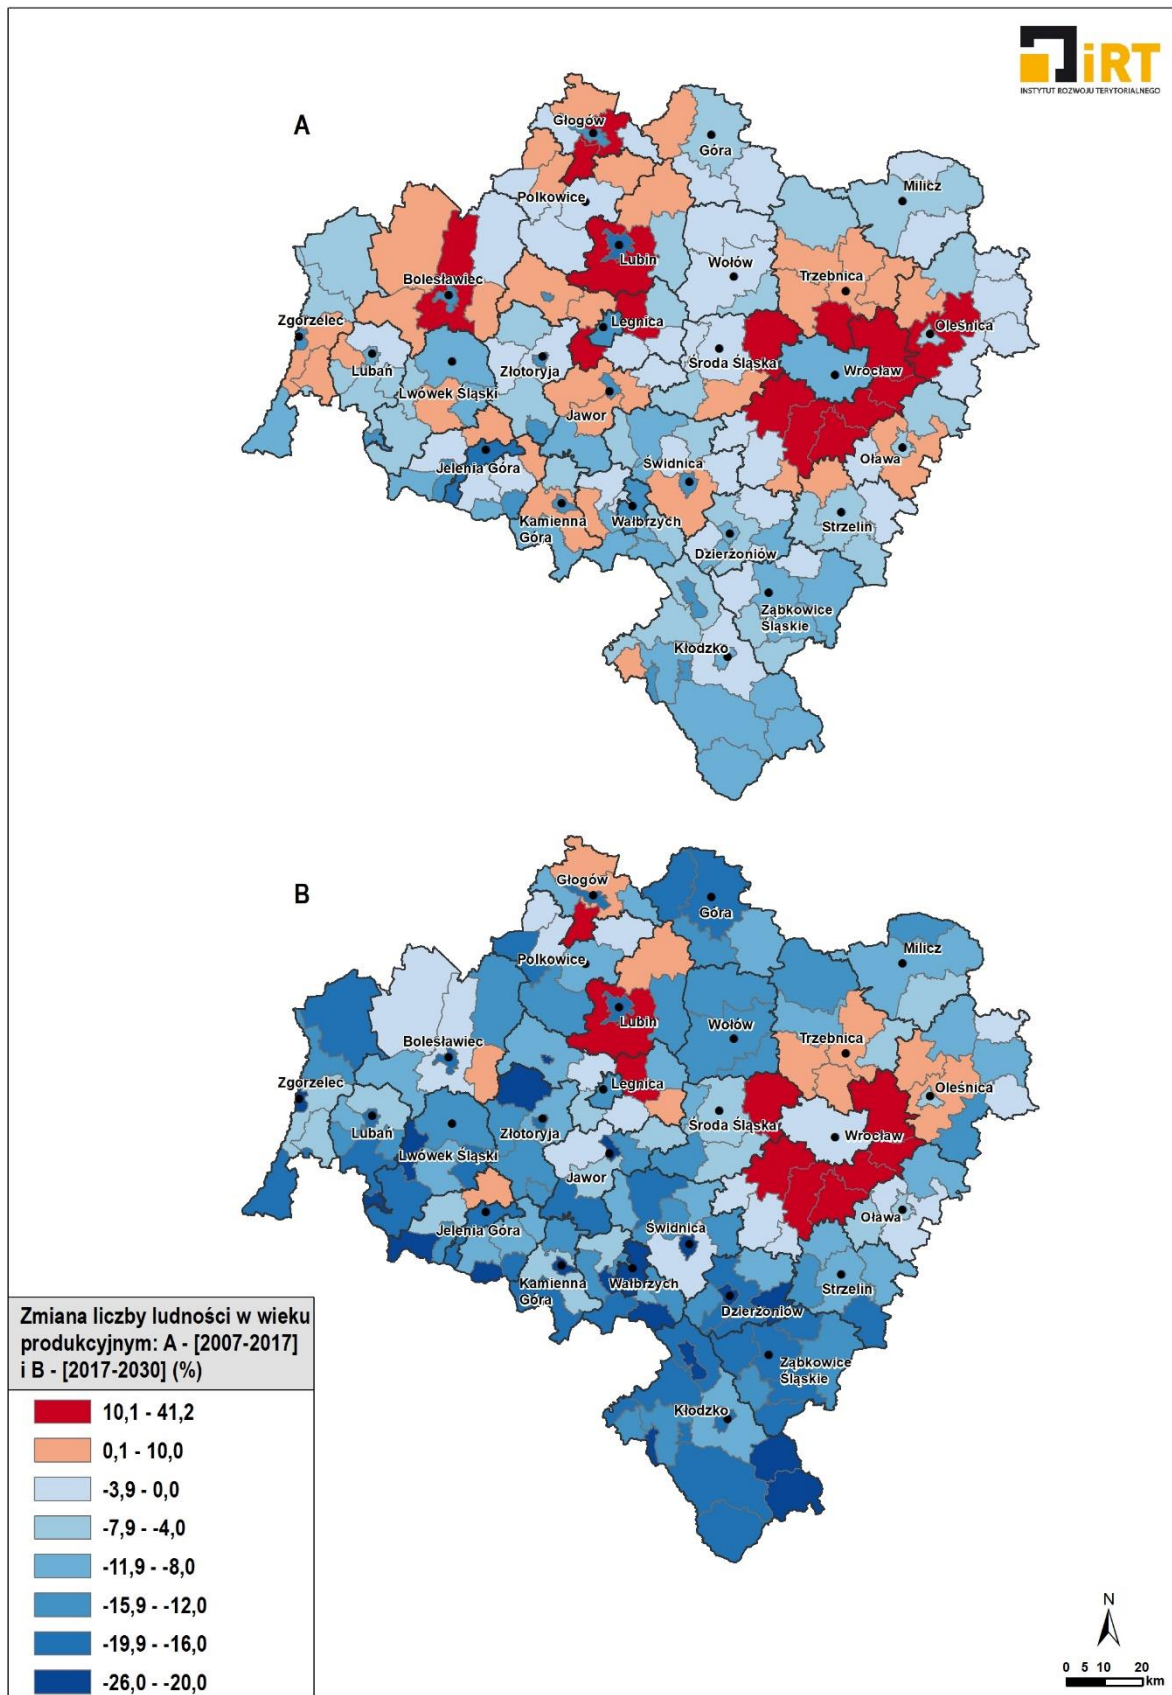 iRT
INSTYTUT ROZWOJU TERYTORIALNEGO
A
Głogów
Góra
Milicz
Polkowice
Lubin
Wołów
Trzebnica
Bolesławiec
Zgorzelec
Legnica
Oleśnica
Lubań
Złotoryja
Środa Śląska
Wrocław
Lwówek Śląski
Jawor
Oława
Jelenia Góra
Świdnica
Kamienna
Góra
Wałbrzych
Strzelin
Dzierżoniów
Ząbkowice
Śląskie
Kłodzko
B
Głogów
Góra
Milicz
Polkowice
Lubin
Wołów
Trzebnica
Bolesławiec
Zgorzelec
Legnica
Oleśnica
Lubań
Złotoryja
Środa Śląska
Wrocław
Lwówek Śląski
Jawor
Oława
Jelenia Góra
Świdnica
Kamienna
Góra
Wałbrzych
Strzelin
Dzierżoniów
Ząbkowice
Śląskie
Kłodzko
Zmiana liczby ludności w wieku
produkcyjnym: A - [2007-2017]
i B - [2017-2030] (%)
10,1 - 41,2
0,1 - 10,0
-3,9 - 0,0
-7,9 - -4,0
-11,9 - -8,0
-15,9 - -12,0
-19,9 - -16,0
-26,0 - -20,0
N
0 5 10 20
km